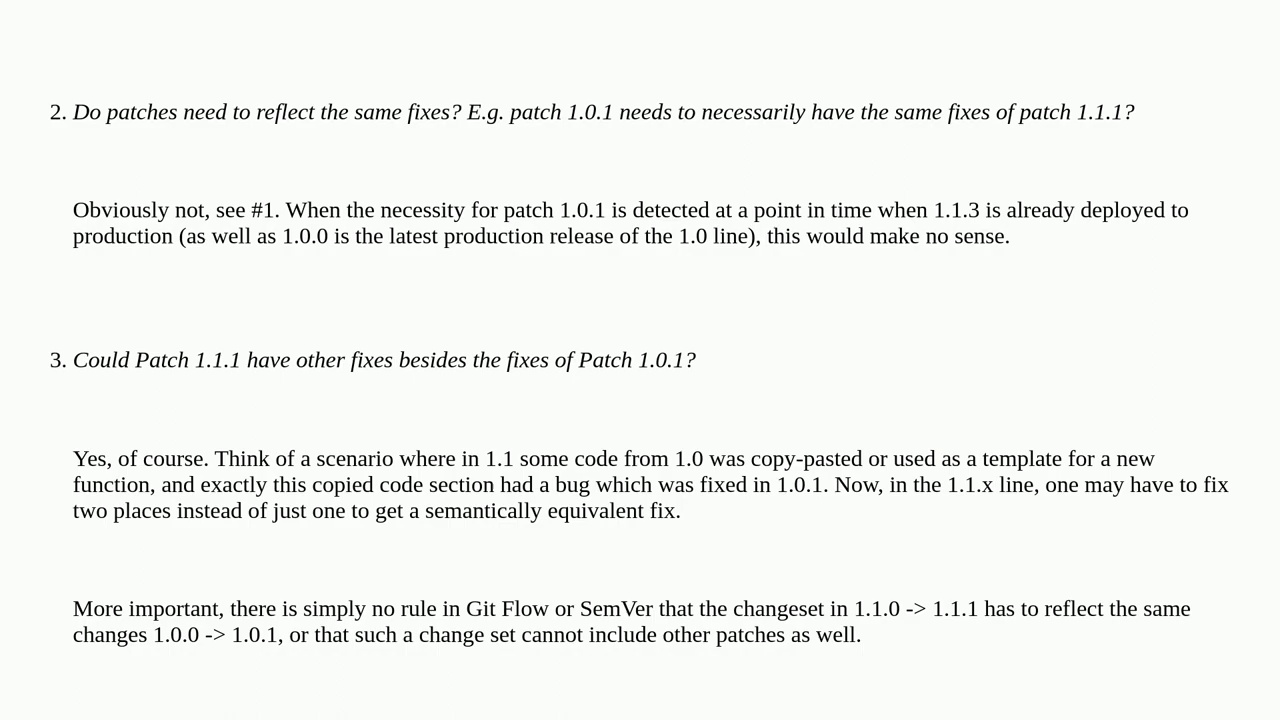 2. Do patches need to reflect the same fixes? E.g. patch 1.0.1 needs to necessarily have the same fixes of patch 1.1.1?
Obviously not, see #1. When the necessity for patch 1.0.1 is detected at a point in time when 1.1.3 is already deployed to
production (as well as 1.0.0 is the latest production release of the 1.0 line), this would make no sense.
3. Could Patch 1.1.1 have other fixes besides the fixes of Patch 1.0.1?
Yes, of course. Think of a scenario where in 1.1 some code from 1.0 was copy-pasted or used as a template for a new
function, and exactly this copied code section had a bug which was fixed in 1.0.1. Now, in the 1.1.x line, one may have to fix
two places instead of just one to get a semantically equivalent fix.
More important, there is simply no rule in Git Flow or SemVer that the changeset in 1.1.0 -> 1.1.1 has to reflect the same
changes 1.0.0 -> 1.0.1, or that such a change set cannot include other patches as well.